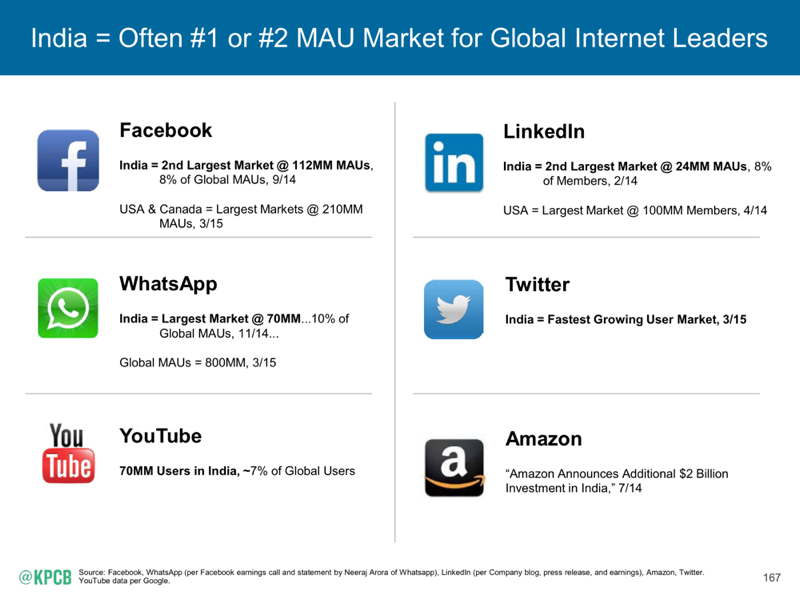 India = Often #1 or #2 MAU Market for Global Internet Leaders
Facebook
India = 2nd Largest Market @ 112MM MAUs,
8% of Global MAUs, 9/14
USA & Canada = Largest Markets @ 210MM
MAUs, 3/15
WhatsApp
India = Largest Market @ 70MM...10% of
Global MAUs, 11/14...
Global MAUs = 800MM, 3/15
You
Tube
YouTube
70MM Users in India, ~7% of Global Users
in
LinkedIn
India = 2nd Largest Market @ 24MM MAUs, 8%
of Members, 2/14
USA = Largest Market @ 100MM Members, 4/14
Twitter
India = Fastest Growing User Market, 3/15
a
Amazon
“Amazon Announces Additional $2 Billion
Investment in India,” 7/14
@KPCB
Source: Facebook, WhatsApp (per Facebook earnings call and statement by Neeraj Arora of Whatsapp), LinkedIn (per Company blog, press release, and earnings), Amazon, Twitter.
YouTube data per Google.
167